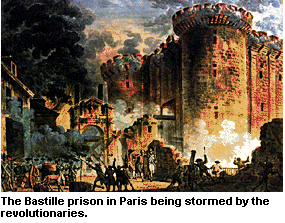 The Bastille prison in Paris being stormed by the
revolutionaries.